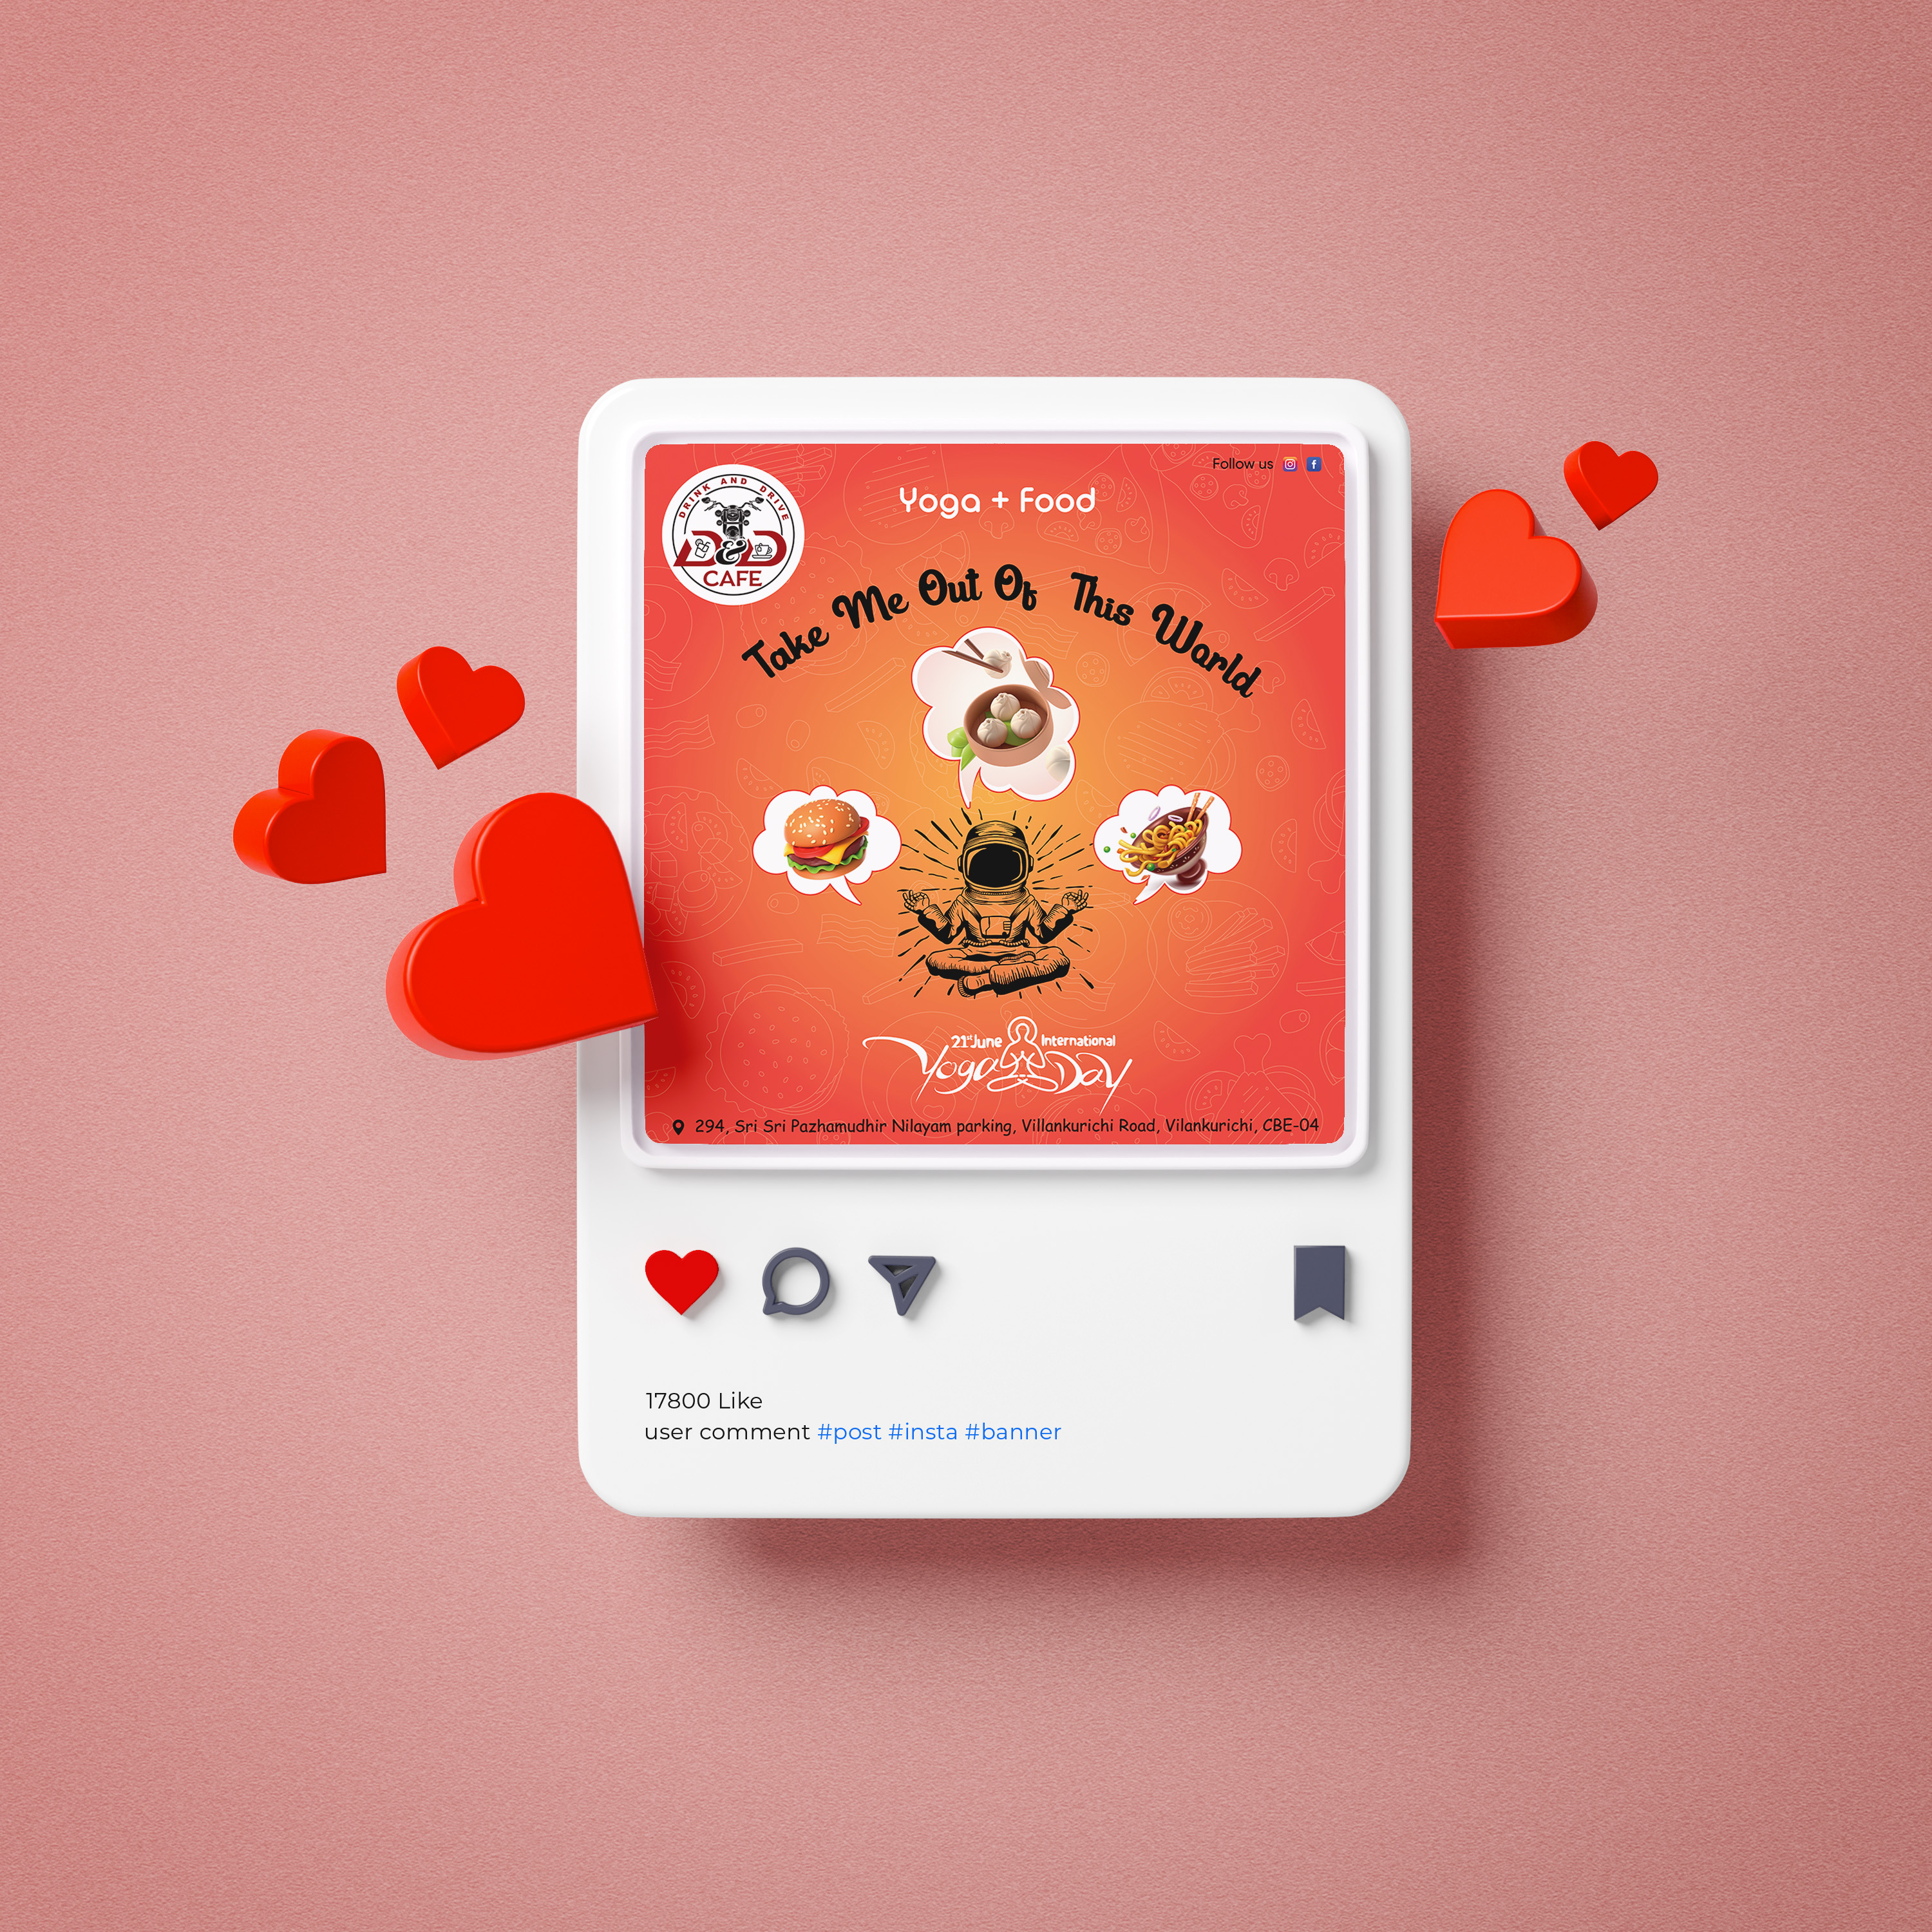 Follow us
DRINK AND DRIVE
D&D
CAFE
Yoga + Food
Take Me Out Of This World
21st June International
Yoga Day
294, Sri Sri Pazhamudhir Nilayam parking, Villankurichi Road, Vilankurichi, CBE-04
17800 Like
user comment #post #insta #banner